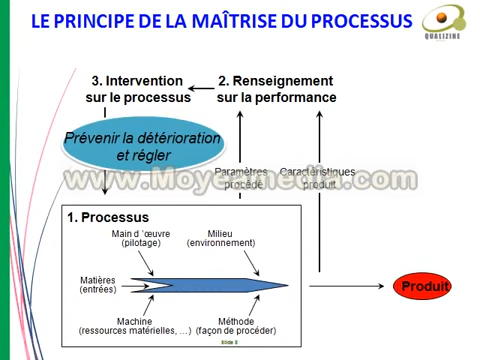 LE PRINCIPE DE LA MAÎTRISE DU PROCESSUS
QUALIZINE
3. Intervention
sur le processus
2. Renseignement
sur la performance
Prévenir la détérioration
et régler
Paramètres
procédé
Caractéristiques
produit
www.Moyeamedia.com
1. Processus
Main d 'œuvre
(pilotage)
Milieu
(environnement)
Matières
(entrées)
Produit
Machine
(ressources matérielles, …)
Méthode
(façon de procéder)
Slide 8